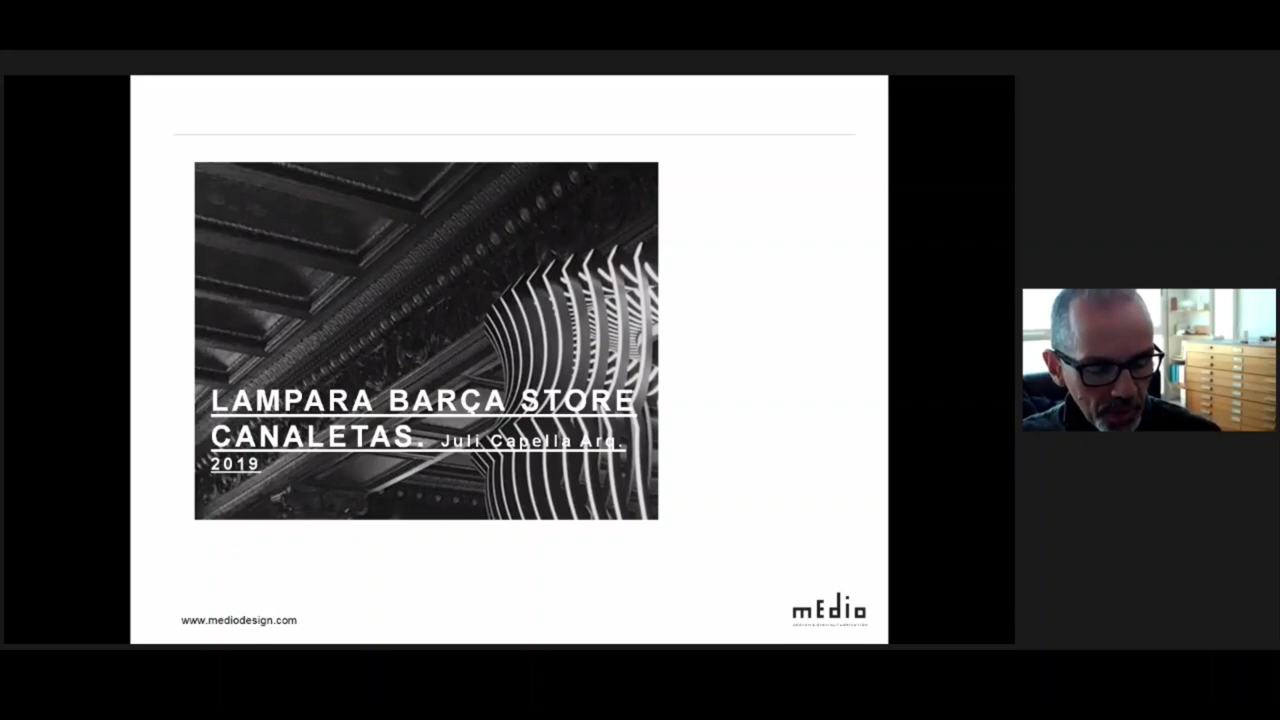 LAMPARA BARÇA STORE
CANALETAS. Juli Capella Arq.
2019
www.mediodesign.com
mEdio